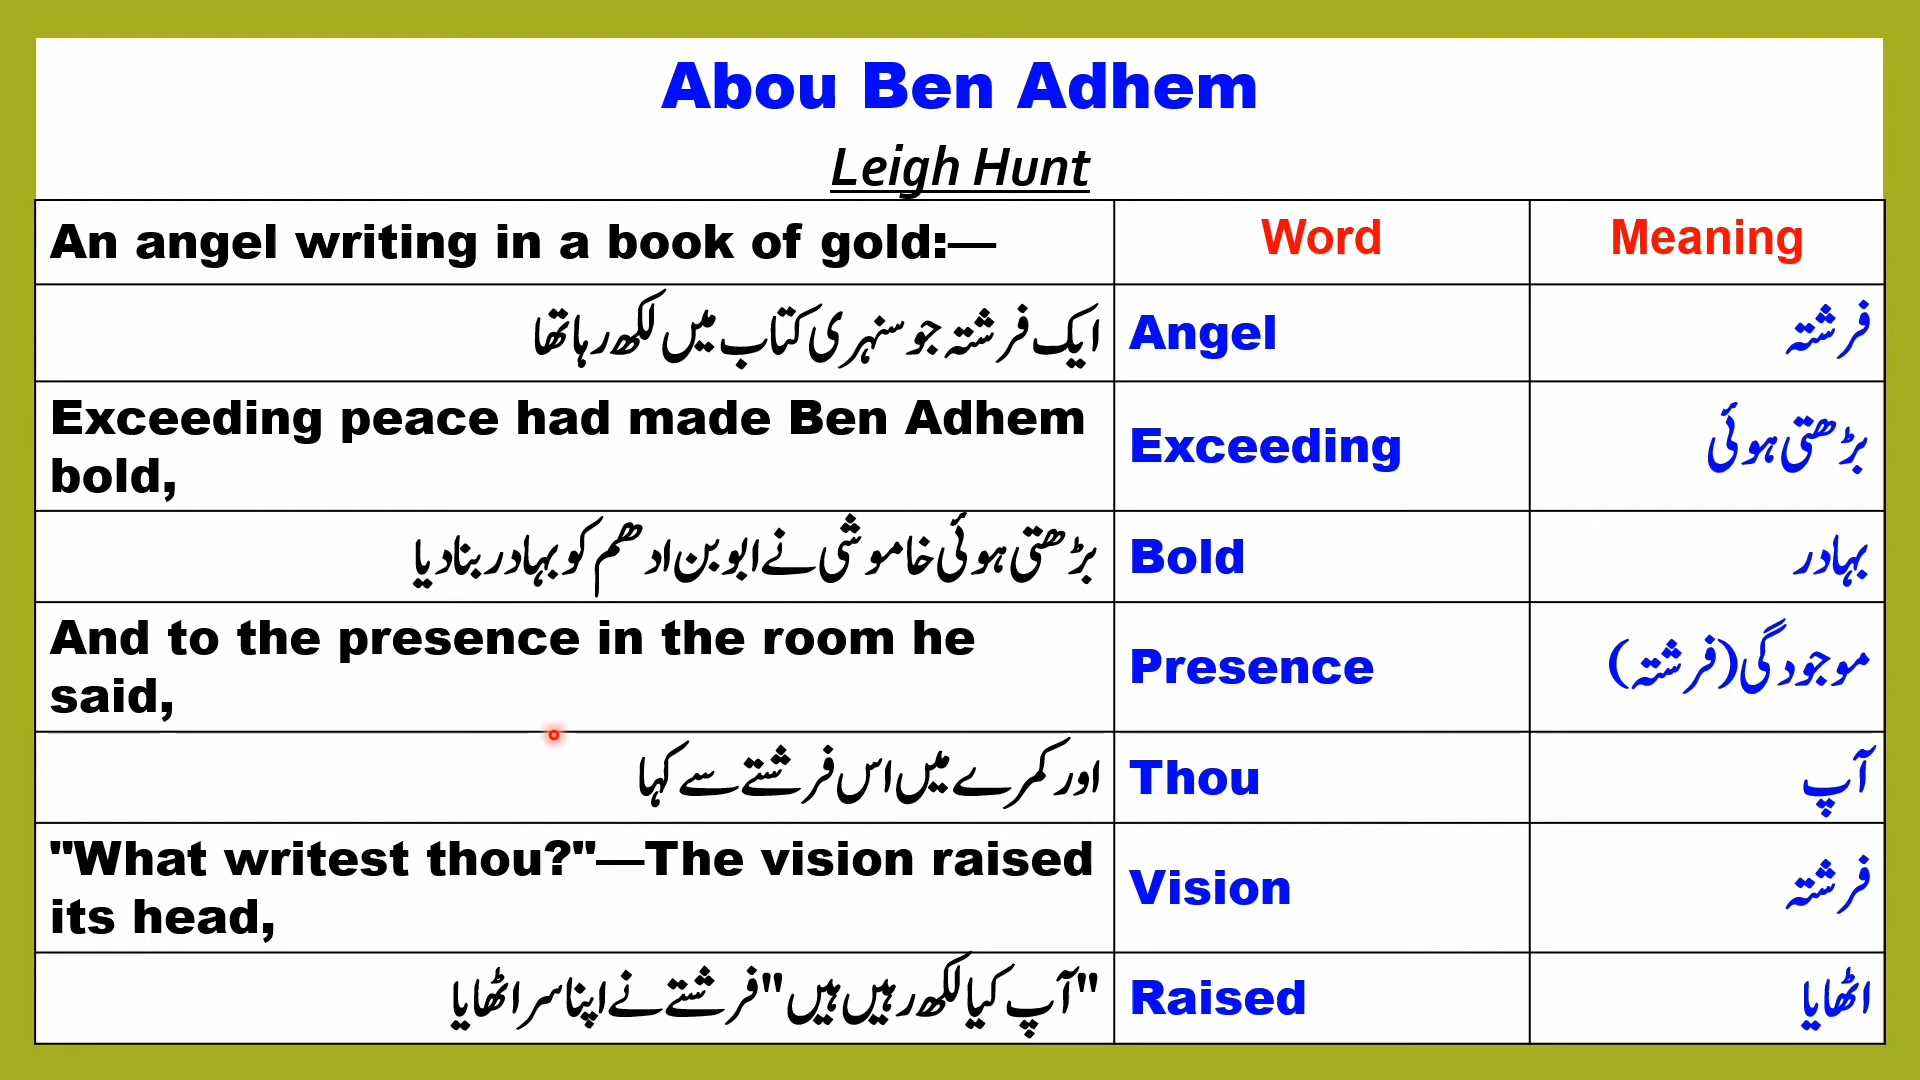 Abou Ben Adhem
Leigh Hunt
An angel writing in a book of gold:—
Word
Meaning
ایک فرشتہ جو سنہری کتاب میں لکھ رہا تھا
Angel
فرشتہ
Exceeding peace had made Ben Adhem
bold,
Exceeding
بڑھتی ہوئی
بڑھتی ہوئی خاموشی نے ابو بن ادھم کو بہادر بنا دیا
Bold
بہادر
And to the presence in the room he
said,
Presence
موجودگی (فرشتہ)
اور کمرے میں اس فرشتے سے کہا
Thou
آپ
"What writest thou?"—The vision raised
its head,
Vision
فرشتہ
"آپ کیا لکھ رہیں ہیں" فرشتے نے اپنا سر اٹھایا
Raised
اٹھایا